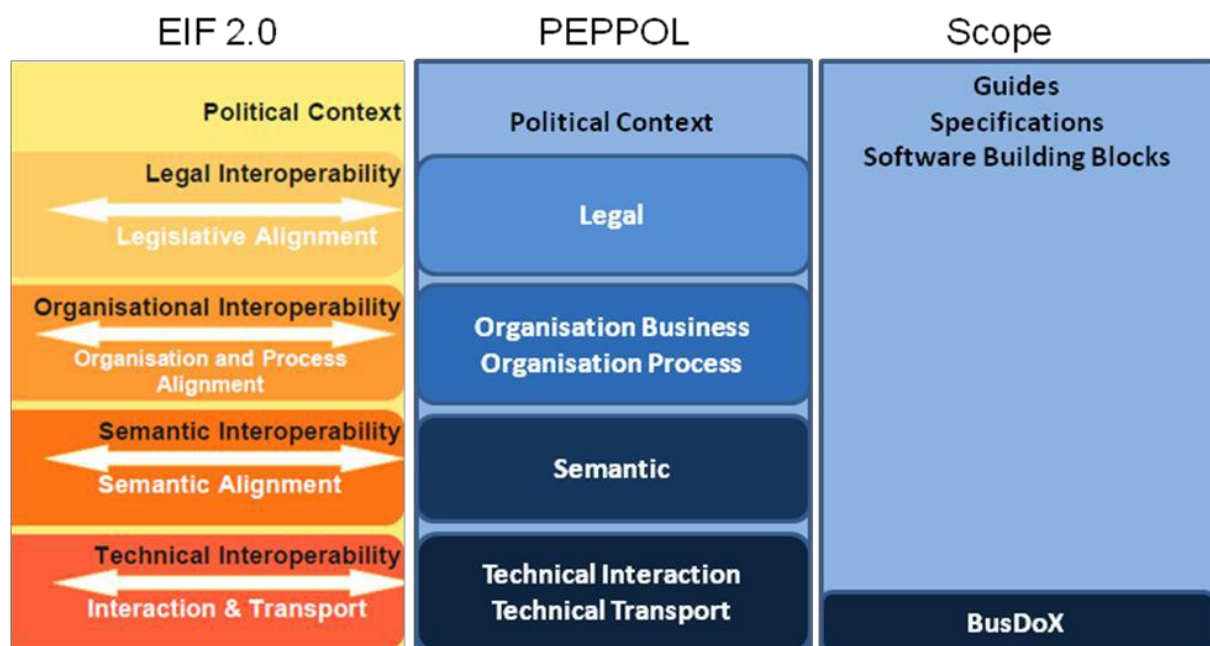 EIF 2.0
PEPPOL
Scope
Political Context
Legal Interoperability
Legislative Alignment
Organisational Interoperability
Organisation and Process
Alignment
Semantic Interoperability
Semantic Alignment
Technical Interoperability
Interaction & Transport
Political Context
Legal
Organisation Business
Organisation Process
Semantic
Technical Interaction
Technical Transport
Guides
Specifications
Software Building Blocks
BusDoX